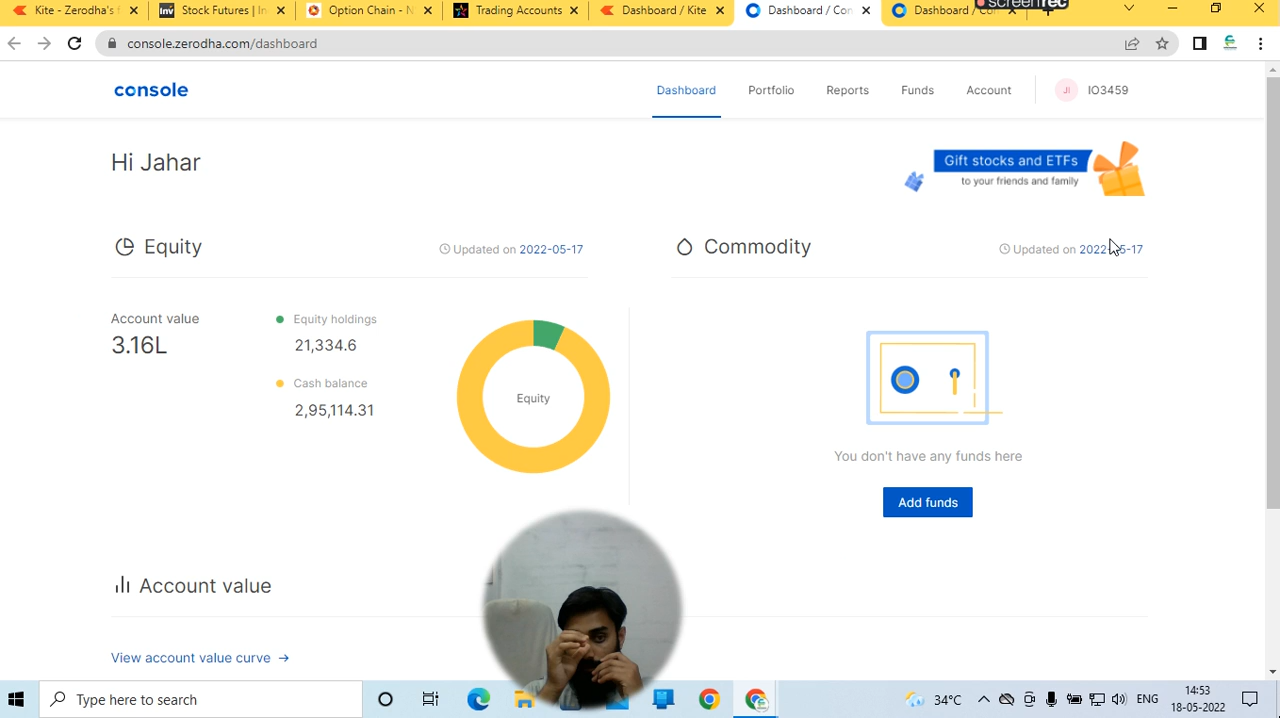 Kite - Zerodha's f
Inv Stock Futures | In
Option Chain - N
Trading Accounts
Dashboard / Kite
Dashboard / Con
Dashboard / Con
screenrec
console.zerodha.com/dashboard
console
Dashboard
Portfolio
Reports
Funds
Account
JI
IO3459
Hi Jahar
Gift stocks and ETFs
to your friends and family
Equity
Updated on 2022-05-17
Commodity
Updated on 2022-05-17
Account value
3.16L
Equity holdings
21,334.6
Cash balance
2,95,114.31
Equity
You don't have any funds here
Add funds
Account value
View account value curve →
Type here to search
34°C
ENG
14:53
18-05-2022